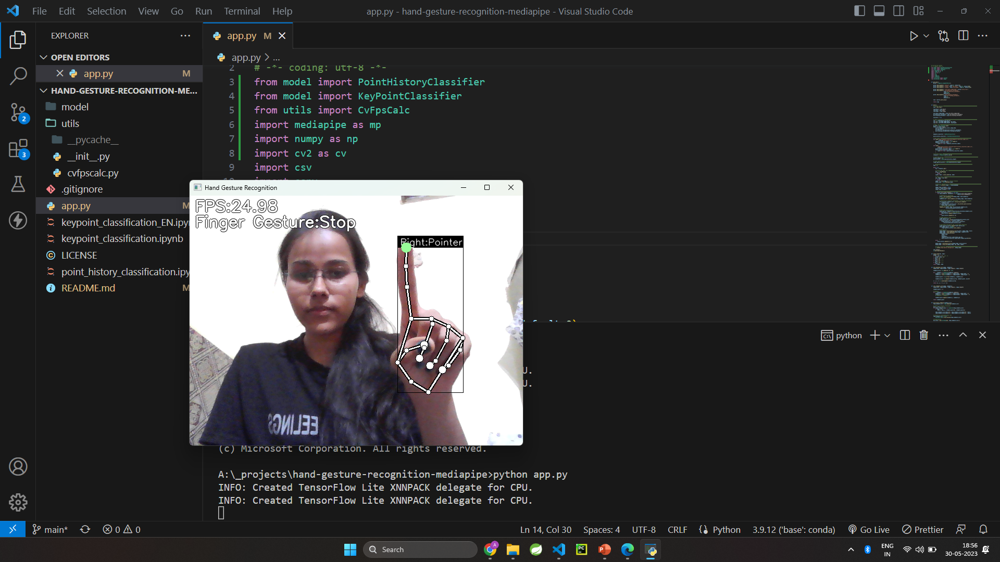 File Edit Selection View Go Run Terminal Help
app.py - hand-gesture-recognition-mediapipe - Visual Studio Code
EXPLORER
OPEN EDITORS
app.py M
HAND-GESTURE-RECOGNITION-ME...
model
utils
__pycache__
__init__.py
cvfpscalc.py
.gitignore
app.py M
keypoint_classification_EN.ipy
keypoint_classification.ipynb
LICENSE
point_history_classification.ipy
README.md M
2
3
app.py M
app.py > ...
2 # -*- coding: utf-8 -*-
3 from model import PointHistoryClassifier
4 from model import KeyPointClassifier
5 from utils import CvFpsCalc
6 import mediapipe as mp
7 import numpy as np
8 import cv2 as cv
9 import csv
Hand Gesture Recognition
FPS:24.98
Finger Gesture:Stop
Right:Pointer
EELINGS
python
U.
U.
(c) Microsoft Corporation. All rights reserved.
A:\_projects\hand-gesture-recognition-mediapipe>python app.py
INFO: Created TensorFlow Lite XNNPACK delegate for CPU.
INFO: Created TensorFlow Lite XNNPACK delegate for CPU.
main* 0 0 Ln 14, Col 30 Spaces: 4 UTF-8 CRLF Python 3.9.12 ('base': conda) Go Live Prettier
Search
A
PC
ENG
IN
18:56
30-05-2023